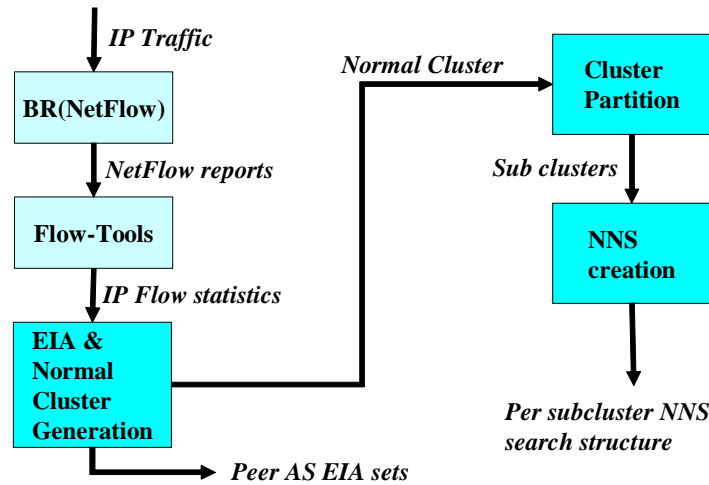 IP Traffic
BR(NetFlow)
NetFlow reports
Flow-Tools
IP Flow statistics
EIA &
Normal
Cluster
Generation
Peer AS EIA sets
Normal Cluster
Cluster
Partition
Sub clusters
NNS
creation
Per subcluster NNS
search structure